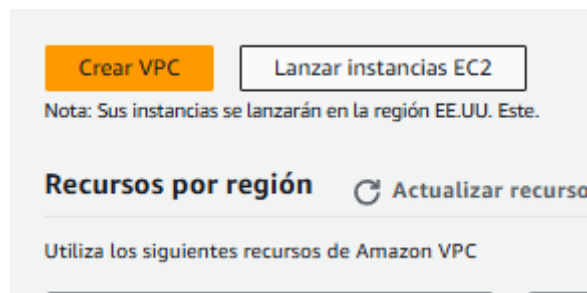 Crear VPC Lanzar instancias EC2
Nota: Sus instancias se lanzarán en la región EE.UU. Este.
Recursos por región Actualizar recurso
Utiliza los siguientes recursos de Amazon VPC